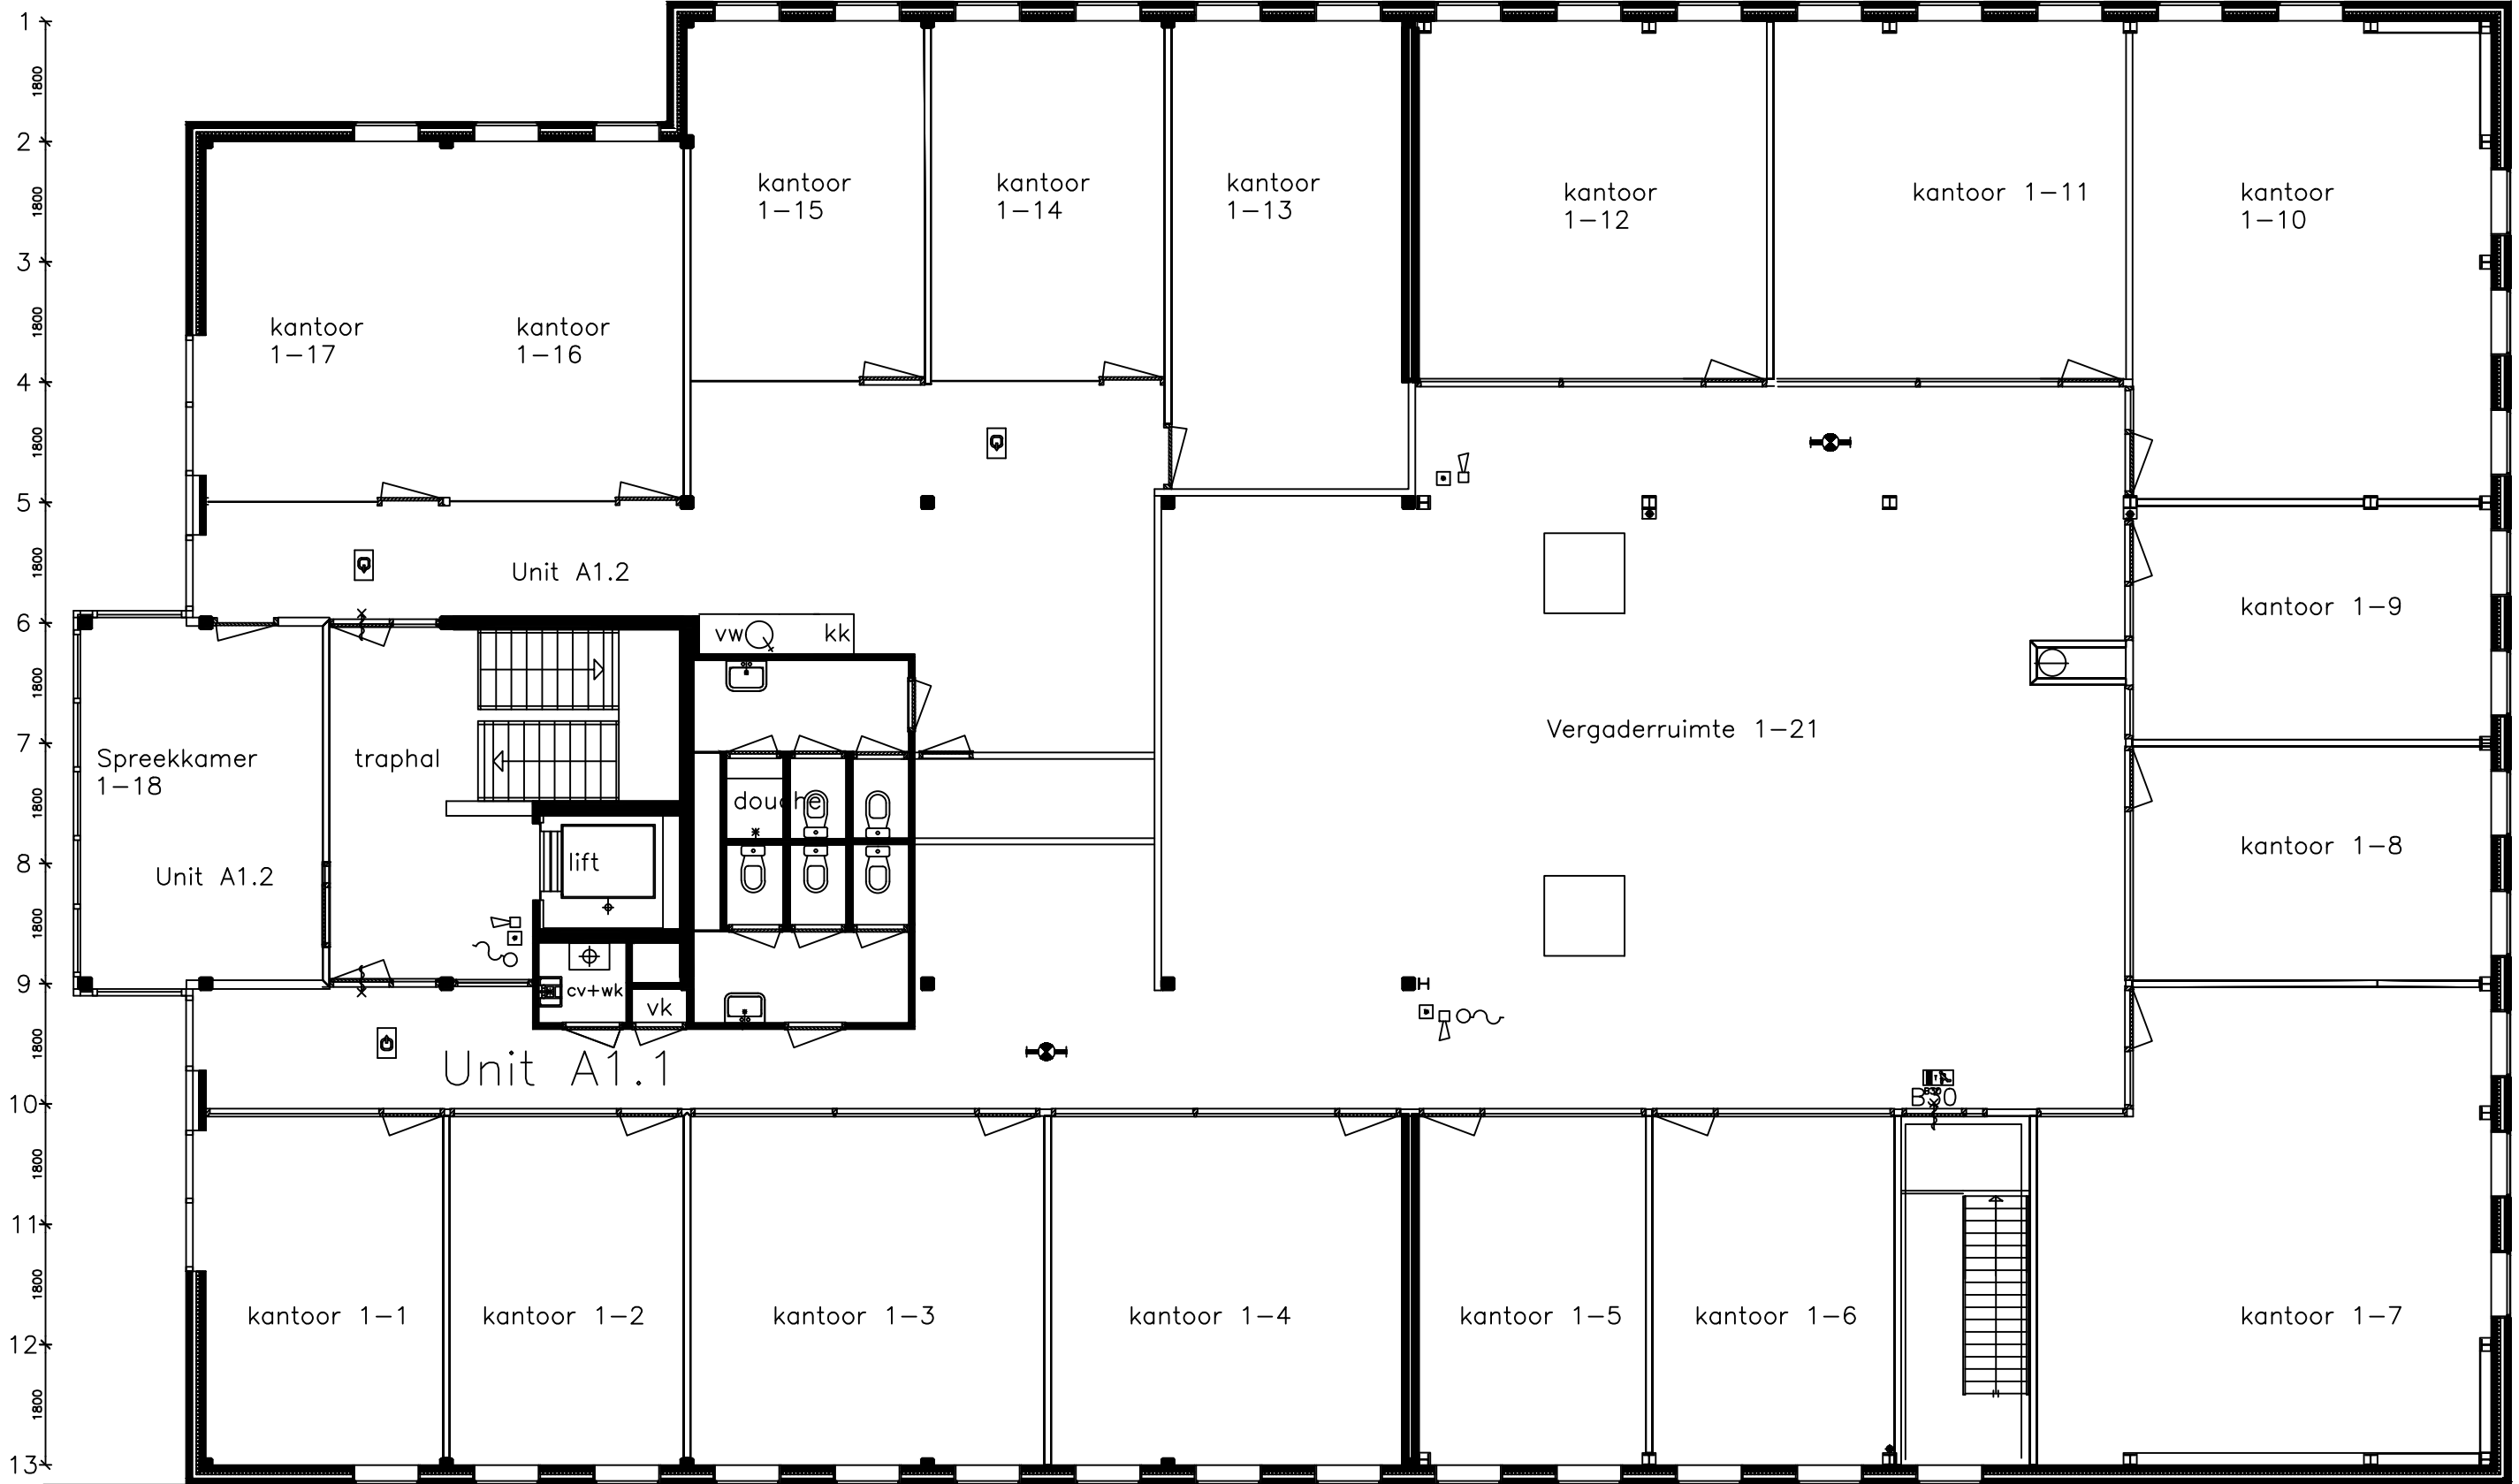 1
1800
2
1800
3
1800
4
1800
5
1800
6
1800
7
1800
8
1800
9
1800
10
1800
11
1800
12
1800
13
kantoor
1-15
kantoor
1-14
kantoor
1-13
kantoor
1-12
kantoor 1-11
kantoor
1-10
kantoor
1-17
kantoor
1-16
Unit A1.2
kantoor 1-9
vw
kk
Vergaderruimte 1-21
Spreekkamer
1-18
traphal
douche
kantoor 1-8
lift
Unit A1.2
cv+wk
vk
Unit A1.1
B30
kantoor 1-1
kantoor 1-2
kantoor 1-3
kantoor 1-4
kantoor 1-5
kantoor 1-6
kantoor 1-7